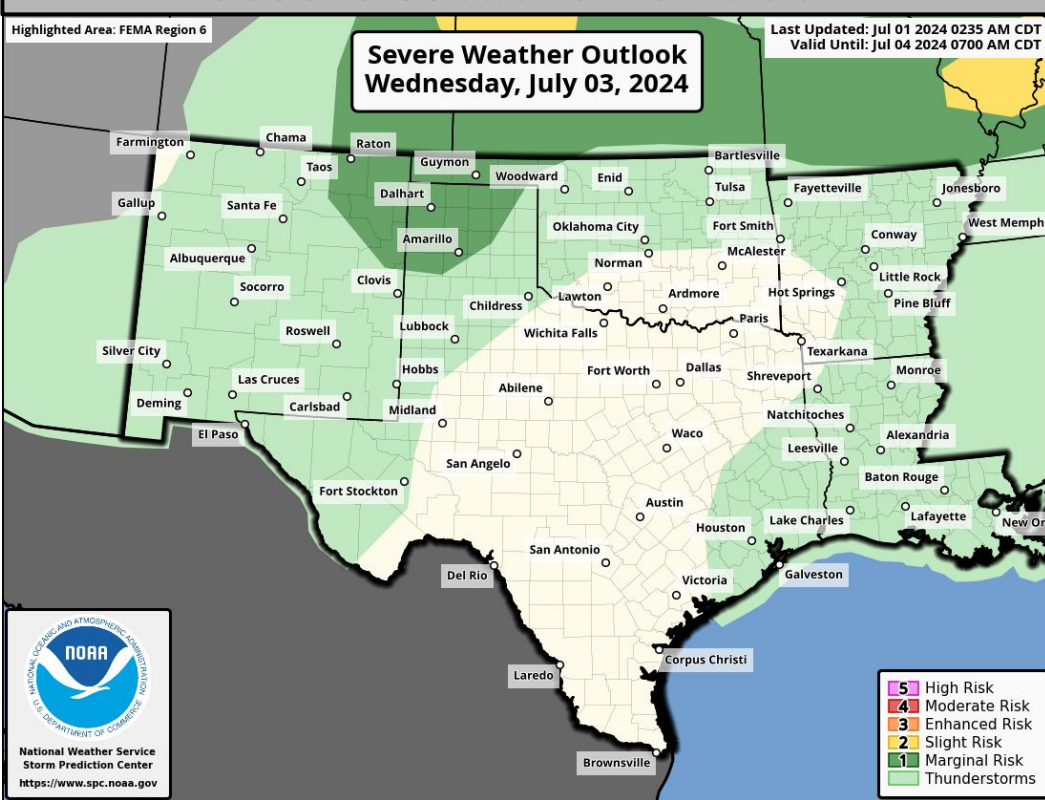 Highlighted Area: FEMA Region 6
Severe Weather Outlook
Wednesday, July 03, 2024
Last Updated: Jul 01 2024 0235 AM CDT
Valid Until: Jul 04 2024 0700 AM CDT
Farmington
Chama
Raton
Taos
Guymon
Woodward
Enid
Bartlesville
Tulsa
Fayetteville
Jonesboro
Gallup
Santa Fe
Dalhart
Albuquerque
Amarillo
Oklahoma City
Fort Smith
Conway
West Memph
Norman
McAlester
Little Rock
Socorro
Clovis
Childress
Lawton
Ardmore
Hot Springs
Pine Bluff
Roswell
Lubbock
Wichita Falls
Paris
Texarkana
Silver City
Las Cruces
Hobbs
Abilene
Fort Worth
Dallas
Shreveport
Monroe
Deming
Carlsbad
Midland
Natchitoches
El Paso
San Angelo
Waco
Leesville
Alexandria
Fort Stockton
Austin
Baton Rouge
Houston
Lake Charles
Lafayette
New Or
Del Rio
San Antonio
Victoria
Galveston
Laredo
Corpus Christi
Brownsville
NATIONAL OCEANIC AND ATMOSPHERIC ADMINISTRATION
NOAA
U.S. DEPARTMENT OF COMMERCE
National Weather Service
Storm Prediction Center
https://www.spc.noaa.gov
5 High Risk
4 Moderate Risk
3 Enhanced Risk
2 Slight Risk
1 Marginal Risk
Thunderstorms